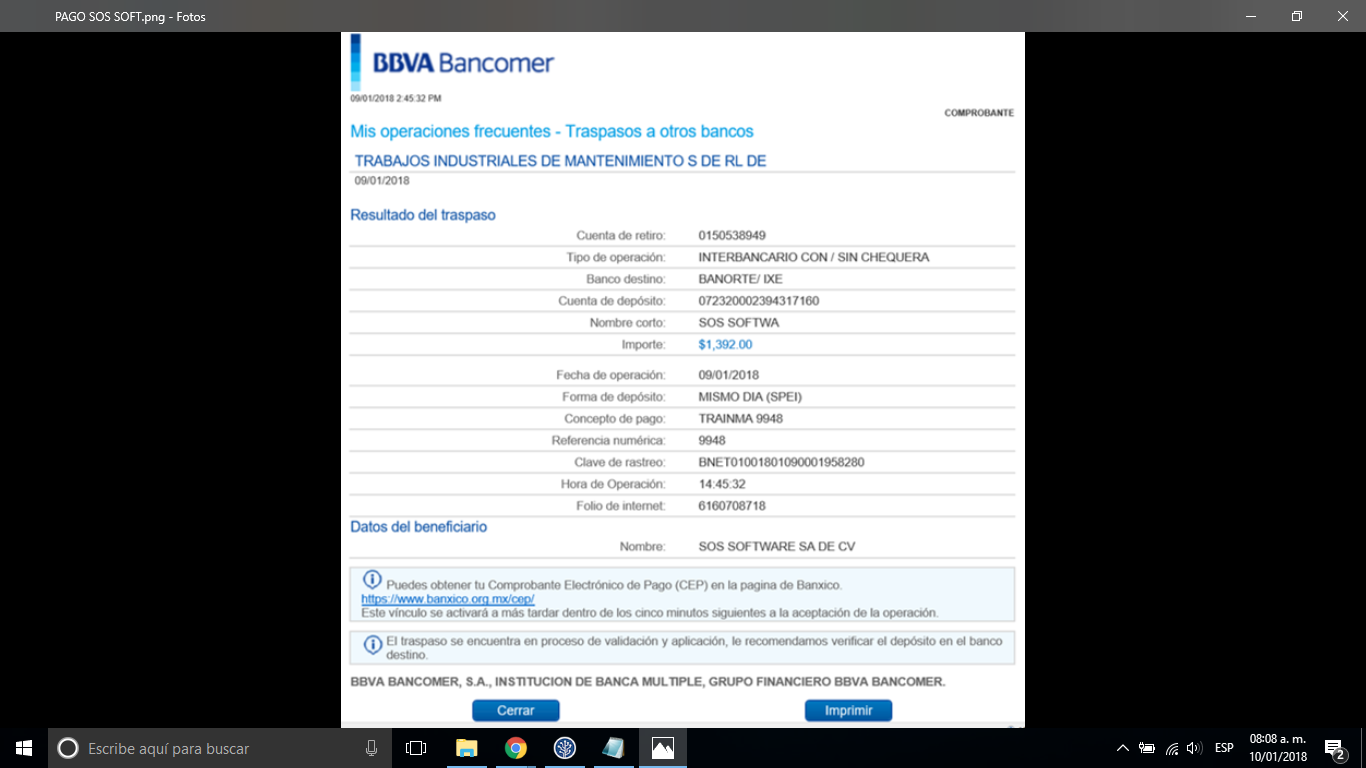 PAGO SOS SOFT.png - Fotos
BBVA Bancomer
09/01/2018 2:45:32 PM
COMPROBANTE
Mis operaciones frecuentes - Traspasos a otros bancos
TRABAJOS INDUSTRIALES DE MANTENIMIENTO S DE RL DE
09/01/2018
Resultado del traspaso
Cuenta de retiro: 0150538949
Tipo de operación: INTERBANCARIO CON / SIN CHEQUERA
Banco destino: BANORTE/ IXE
Cuenta de depósito: 072320002394317160
Nombre corto: SOS SOFTWA
Importe: $1,392.00
Fecha de operación: 09/01/2018
Forma de depósito: MISMO DIA (SPEI)
Concepto de pago: TRAINMA 9948
Referencia numérica: 9948
Clave de rastreo: BNET01001801090001958280
Hora de Operación: 14:45:32
Folio de internet: 6160708718
Datos del beneficiario
Nombre: SOS SOFTWARE SA DE CV
Puedes obtener tu Comprobante Electrónico de Pago (CEP) en la pagina de Banxico.
https://www.banxico.org.mx/cep/
Este vínculo se activará a más tardar dentro de los cinco minutos siguientes a la aceptación de la operación.
El traspaso se encuentra en proceso de validación y aplicación, le recomendamos verificar el depósito en el banco
destino.
BBVA BANCOMER, S.A., INSTITUCION DE BANCA MULTIPLE, GRUPO FINANCIERO BBVA BANCOMER.
Cerrar Imprimir
Escribe aquí para buscar
ESP
08:08 a. m.
10/01/2018
2